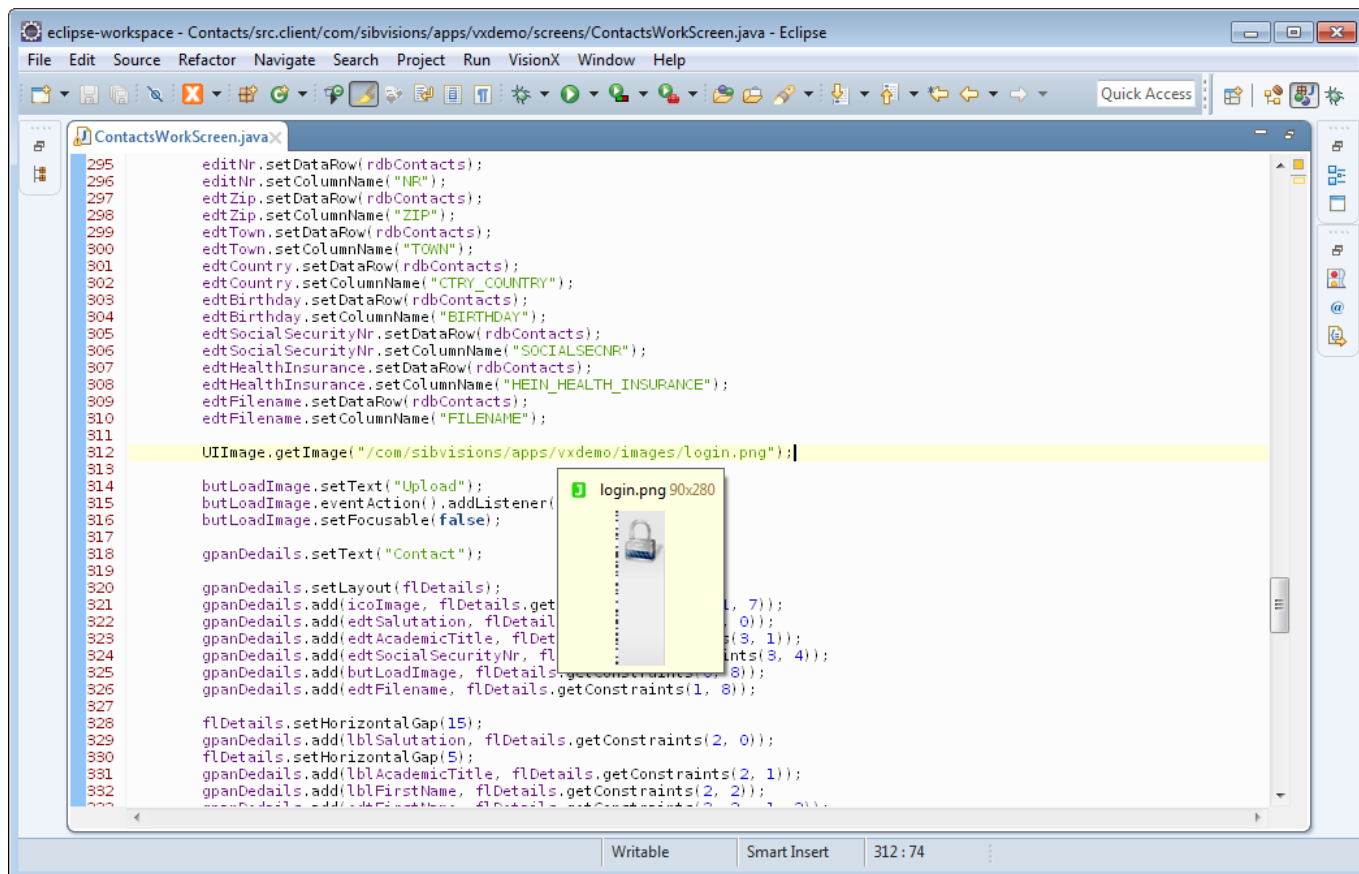 eclipse-workspace - Contacts/src.client/com/sibvisions/apps/vxdemo/screens/ContactsWorkScreen.java - Eclipse
File Edit Source Refactor Navigate Search Project Run VisionX Window Help
Quick Access
ContactsWorkScreen.java
295 editNr.setDataRow(rdbContacts);
296 editNr.setColumnName("NR");
297 edtZip.setDataRow(rdbContacts);
298 edtZip.setColumnName("ZIP");
299 edtTown.setDataRow(rdbContacts);
300 edtTown.setColumnName("TOWN");
301 edtCountry.setDataRow(rdbContacts);
302 edtCountry.setColumnName("CTRY_COUNTRY");
303 edtBirthday.setDataRow(rdbContacts);
304 edtBirthday.setColumnName("BIRTHDAY");
305 edtSocialSecurityNr.setDataRow(rdbContacts);
306 edtSocialSecurityNr.setColumnName("SOCIALSECNR");
307 edtHealthInsurance.setDataRow(rdbContacts);
308 edtHealthInsurance.setColumnName("HEIN_HEALTH_INSURANCE");
309 edtFilename.setDataRow(rdbContacts);
310 edtFilename.setColumnName("FILENAME");
311
312 UIImage.getImage("/com/sibvisions/apps/vxdemo/images/login.png");
313
314 butLoadImage.setText("Upload");
login.png 90x280
315 butLoadImage.eventAction().addListener(
316 butLoadImage.setFocusable(false);
317
318 gpanDedails.setText("Contact");
319
320 gpanDedails.setLayout(flDetails);
321 gpanDedails.add(icoImage, flDetails.get , 7));
322 gpanDedails.add(edtSalutation, flDetail 0));
323 gpanDedails.add(edtAcademicTitle, flDet (3, 1));
324 gpanDedails.add(edtSocialSecurityNr, fl ints(3, 4));
325 gpanDedails.add(butLoadImage, flDetails.getConstraints( 8));
326 gpanDedails.add(edtFilename, flDetails.getConstraints(1, 8));
327
328 flDetails.setHorizontalGap(15);
329 gpanDedails.add(lblSalutation, flDetails.getConstraints(2, 0));
330 flDetails.setHorizontalGap(5);
331 gpanDedails.add(lblAcademicTitle, flDetails.getConstraints(2, 1));
332 gpanDedails.add(lblFirstName, flDetails.getConstraints(2, 2));
Writable Smart Insert 312 : 74